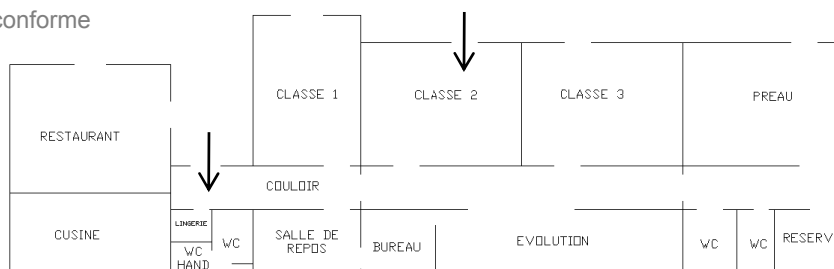 conforme
CLASSE 1
CLASSE 2
CLASSE 3
PREAU
RESTAURANT
COULOIR
LINGERIE
CUSINE
WC
HAND
WC
SALLE DE
REPOS
BUREAU
EVOLUTION
WC
WC
RESERV